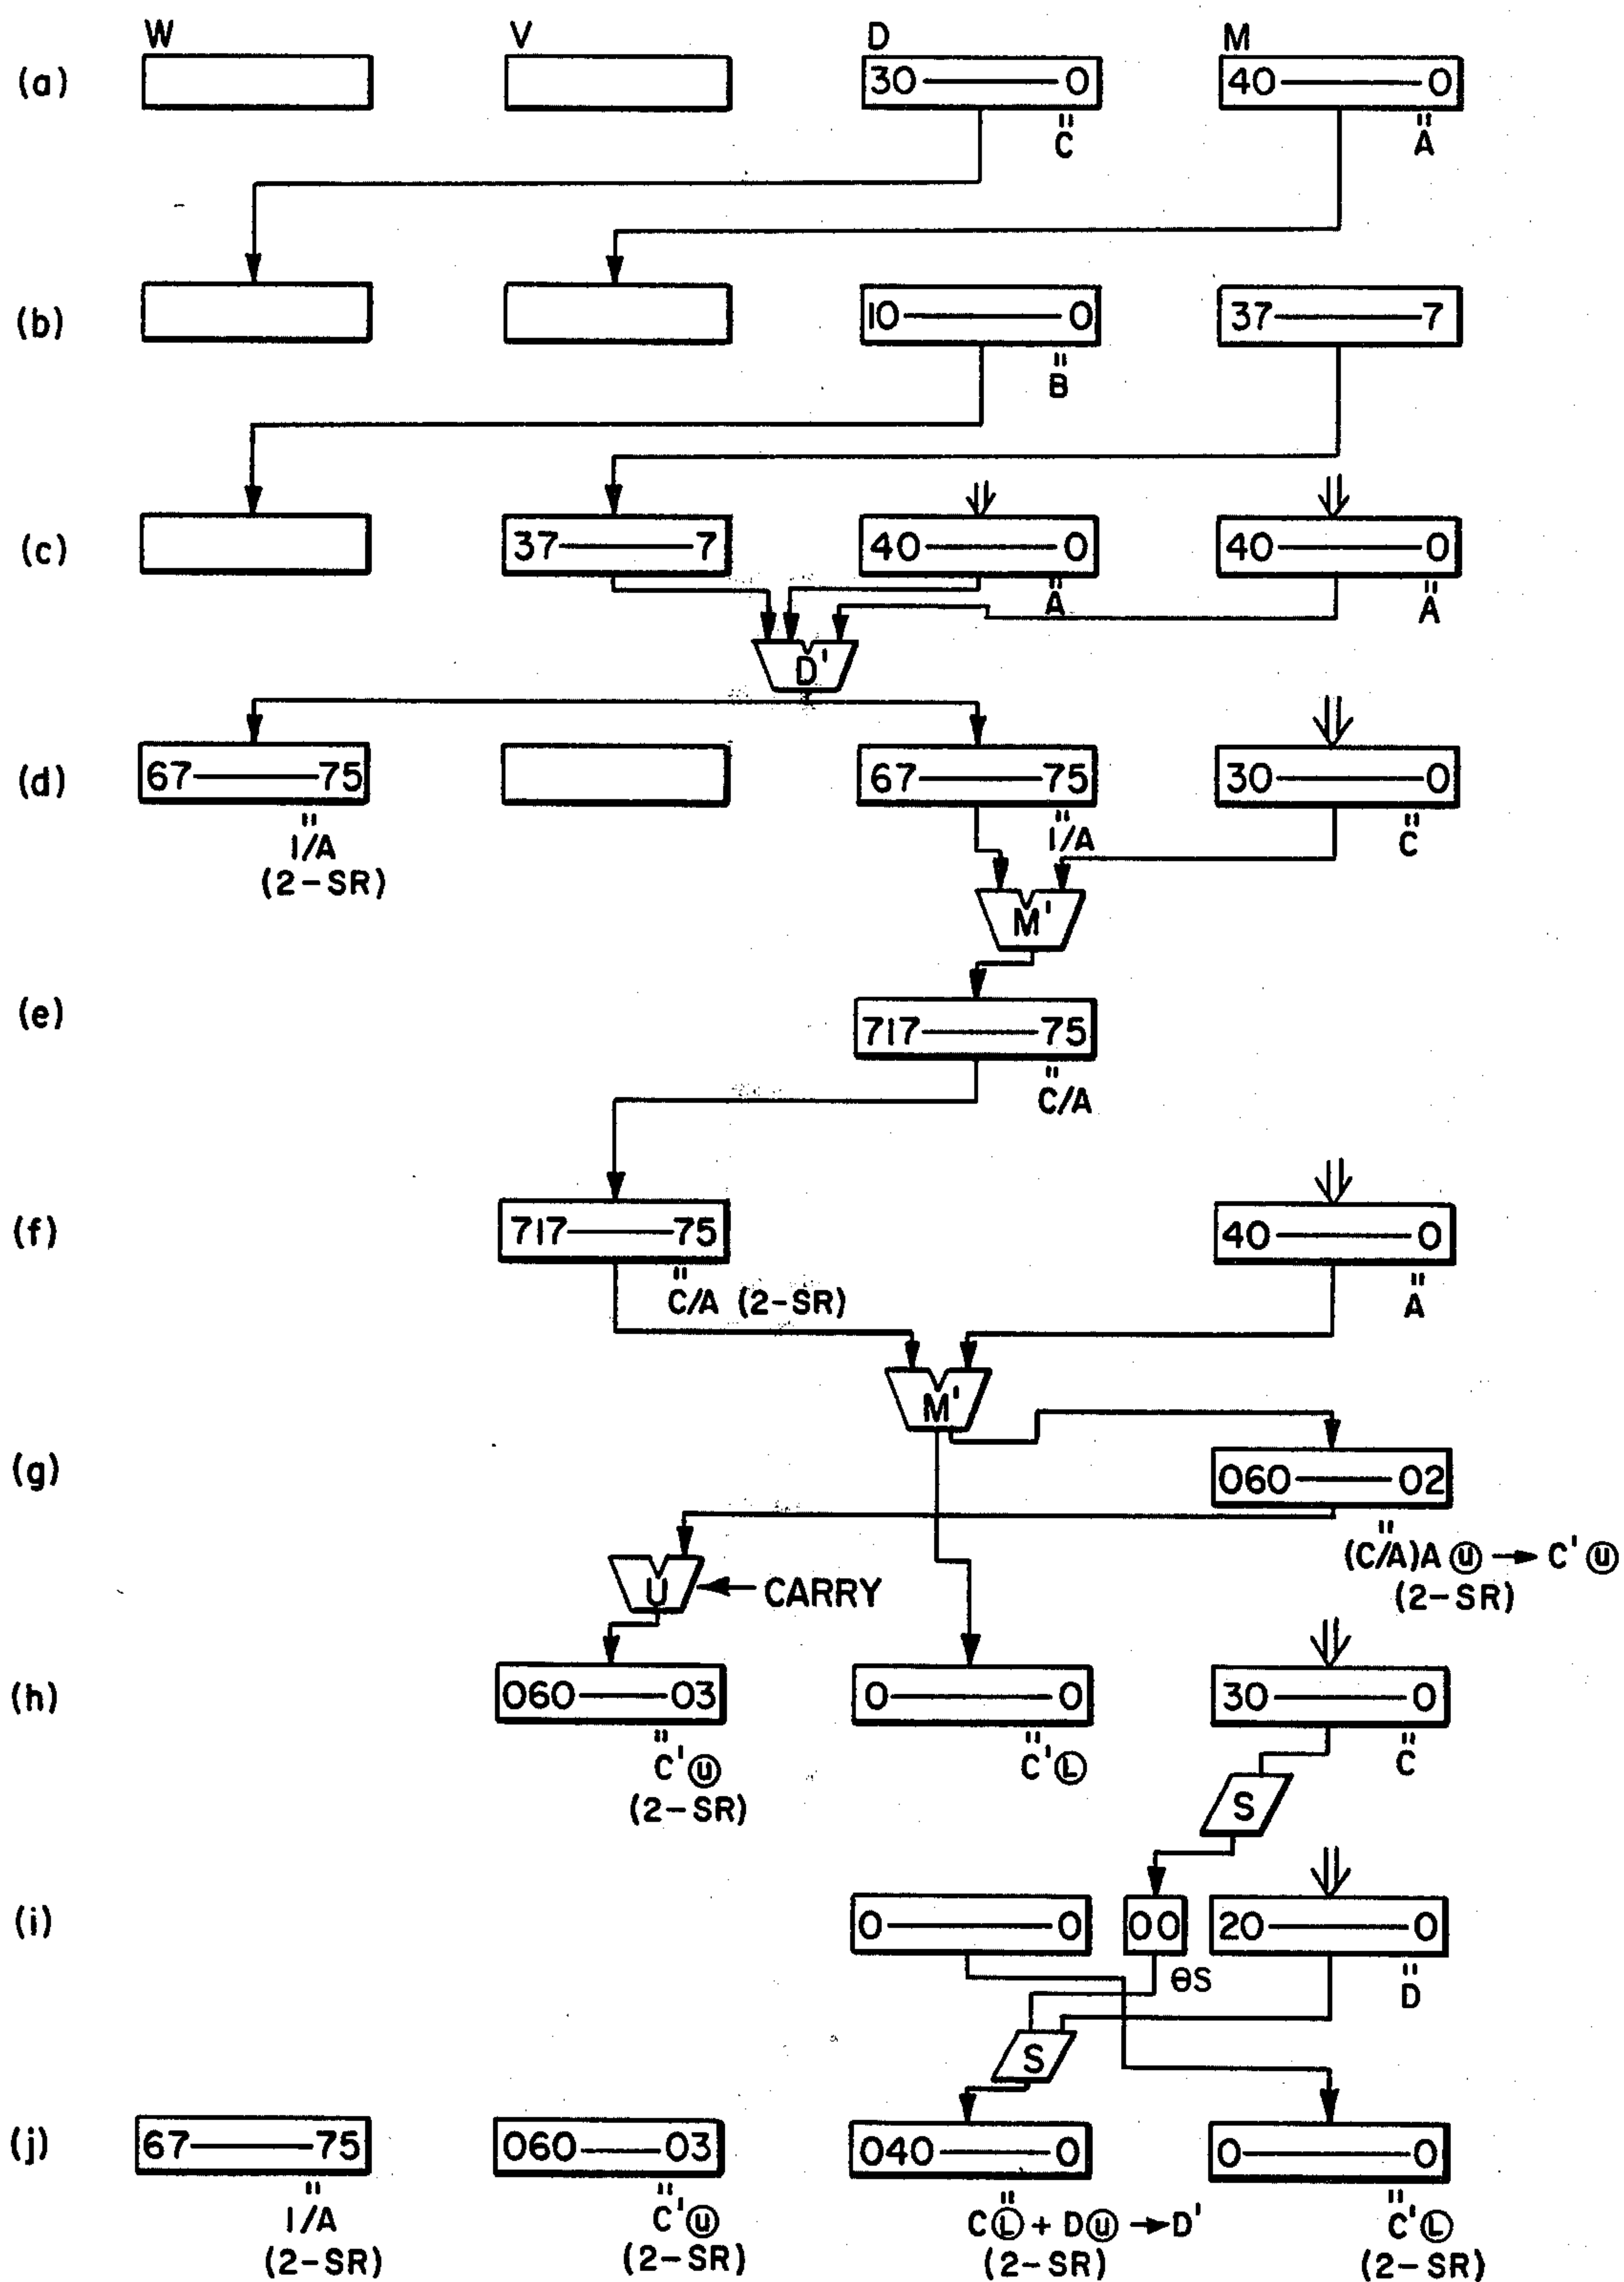 W V D M
(a) 30——0 40——0
" "
C A
(b) 10——0 37——7
"
B
(c) 37——7 40——0 40——0
" "
A A
D'
(d) 67——75 67——75 30——0
" " "
1/A 1/A C
(2-SR)
M'
(e) 717——75
"
C/A
(f) 717——75 40——0
" "
C/A (2-SR) A
M'
(g) 060——02
"
(C/A)A Ⓤ → C' Ⓤ
U ← CARRY
(2-SR)
(h) 060——03 0——0 30——0
" " "
C'Ⓤ C'Ⓛ C
(2-SR)
S
(i) 0——0 00 20——0
θS "
D
S
(j) 67——75 060——03 040——0 0——0
" " " "
1/A C'Ⓤ CⓁ + DⓊ → D' C'Ⓛ
(2-SR) (2-SR) (2-SR) (2-SR)